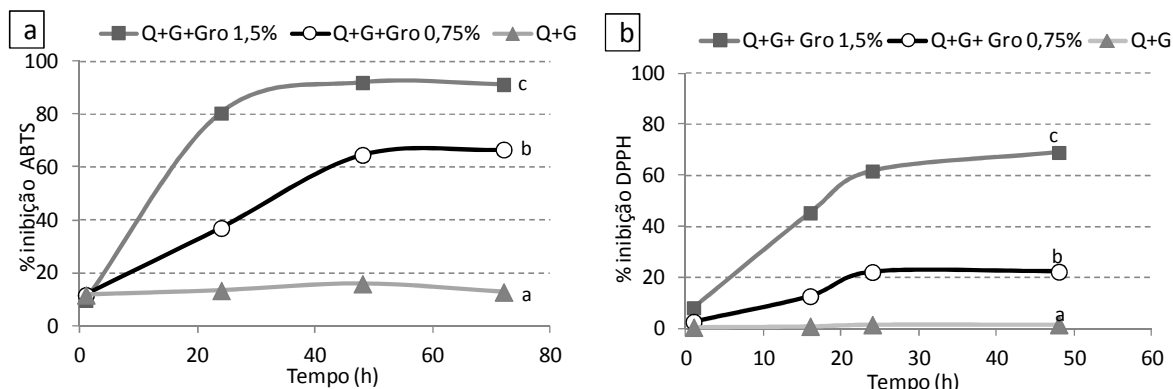 a
Q+G+Gro 1,5% Q+G+Gro 0,75% Q+G
% inibição ABTS
100
80
60
40
20
0
c
b
a
0 20 40 60 80
Tempo (h)
b
Q+G+ Gro 1,5% Q+G+ Gro 0,75% Q+G
% inibição DPPH
100
80
60
40
20
0
c
b
a
0 10 20 30 40 50 60
Tempo (h)